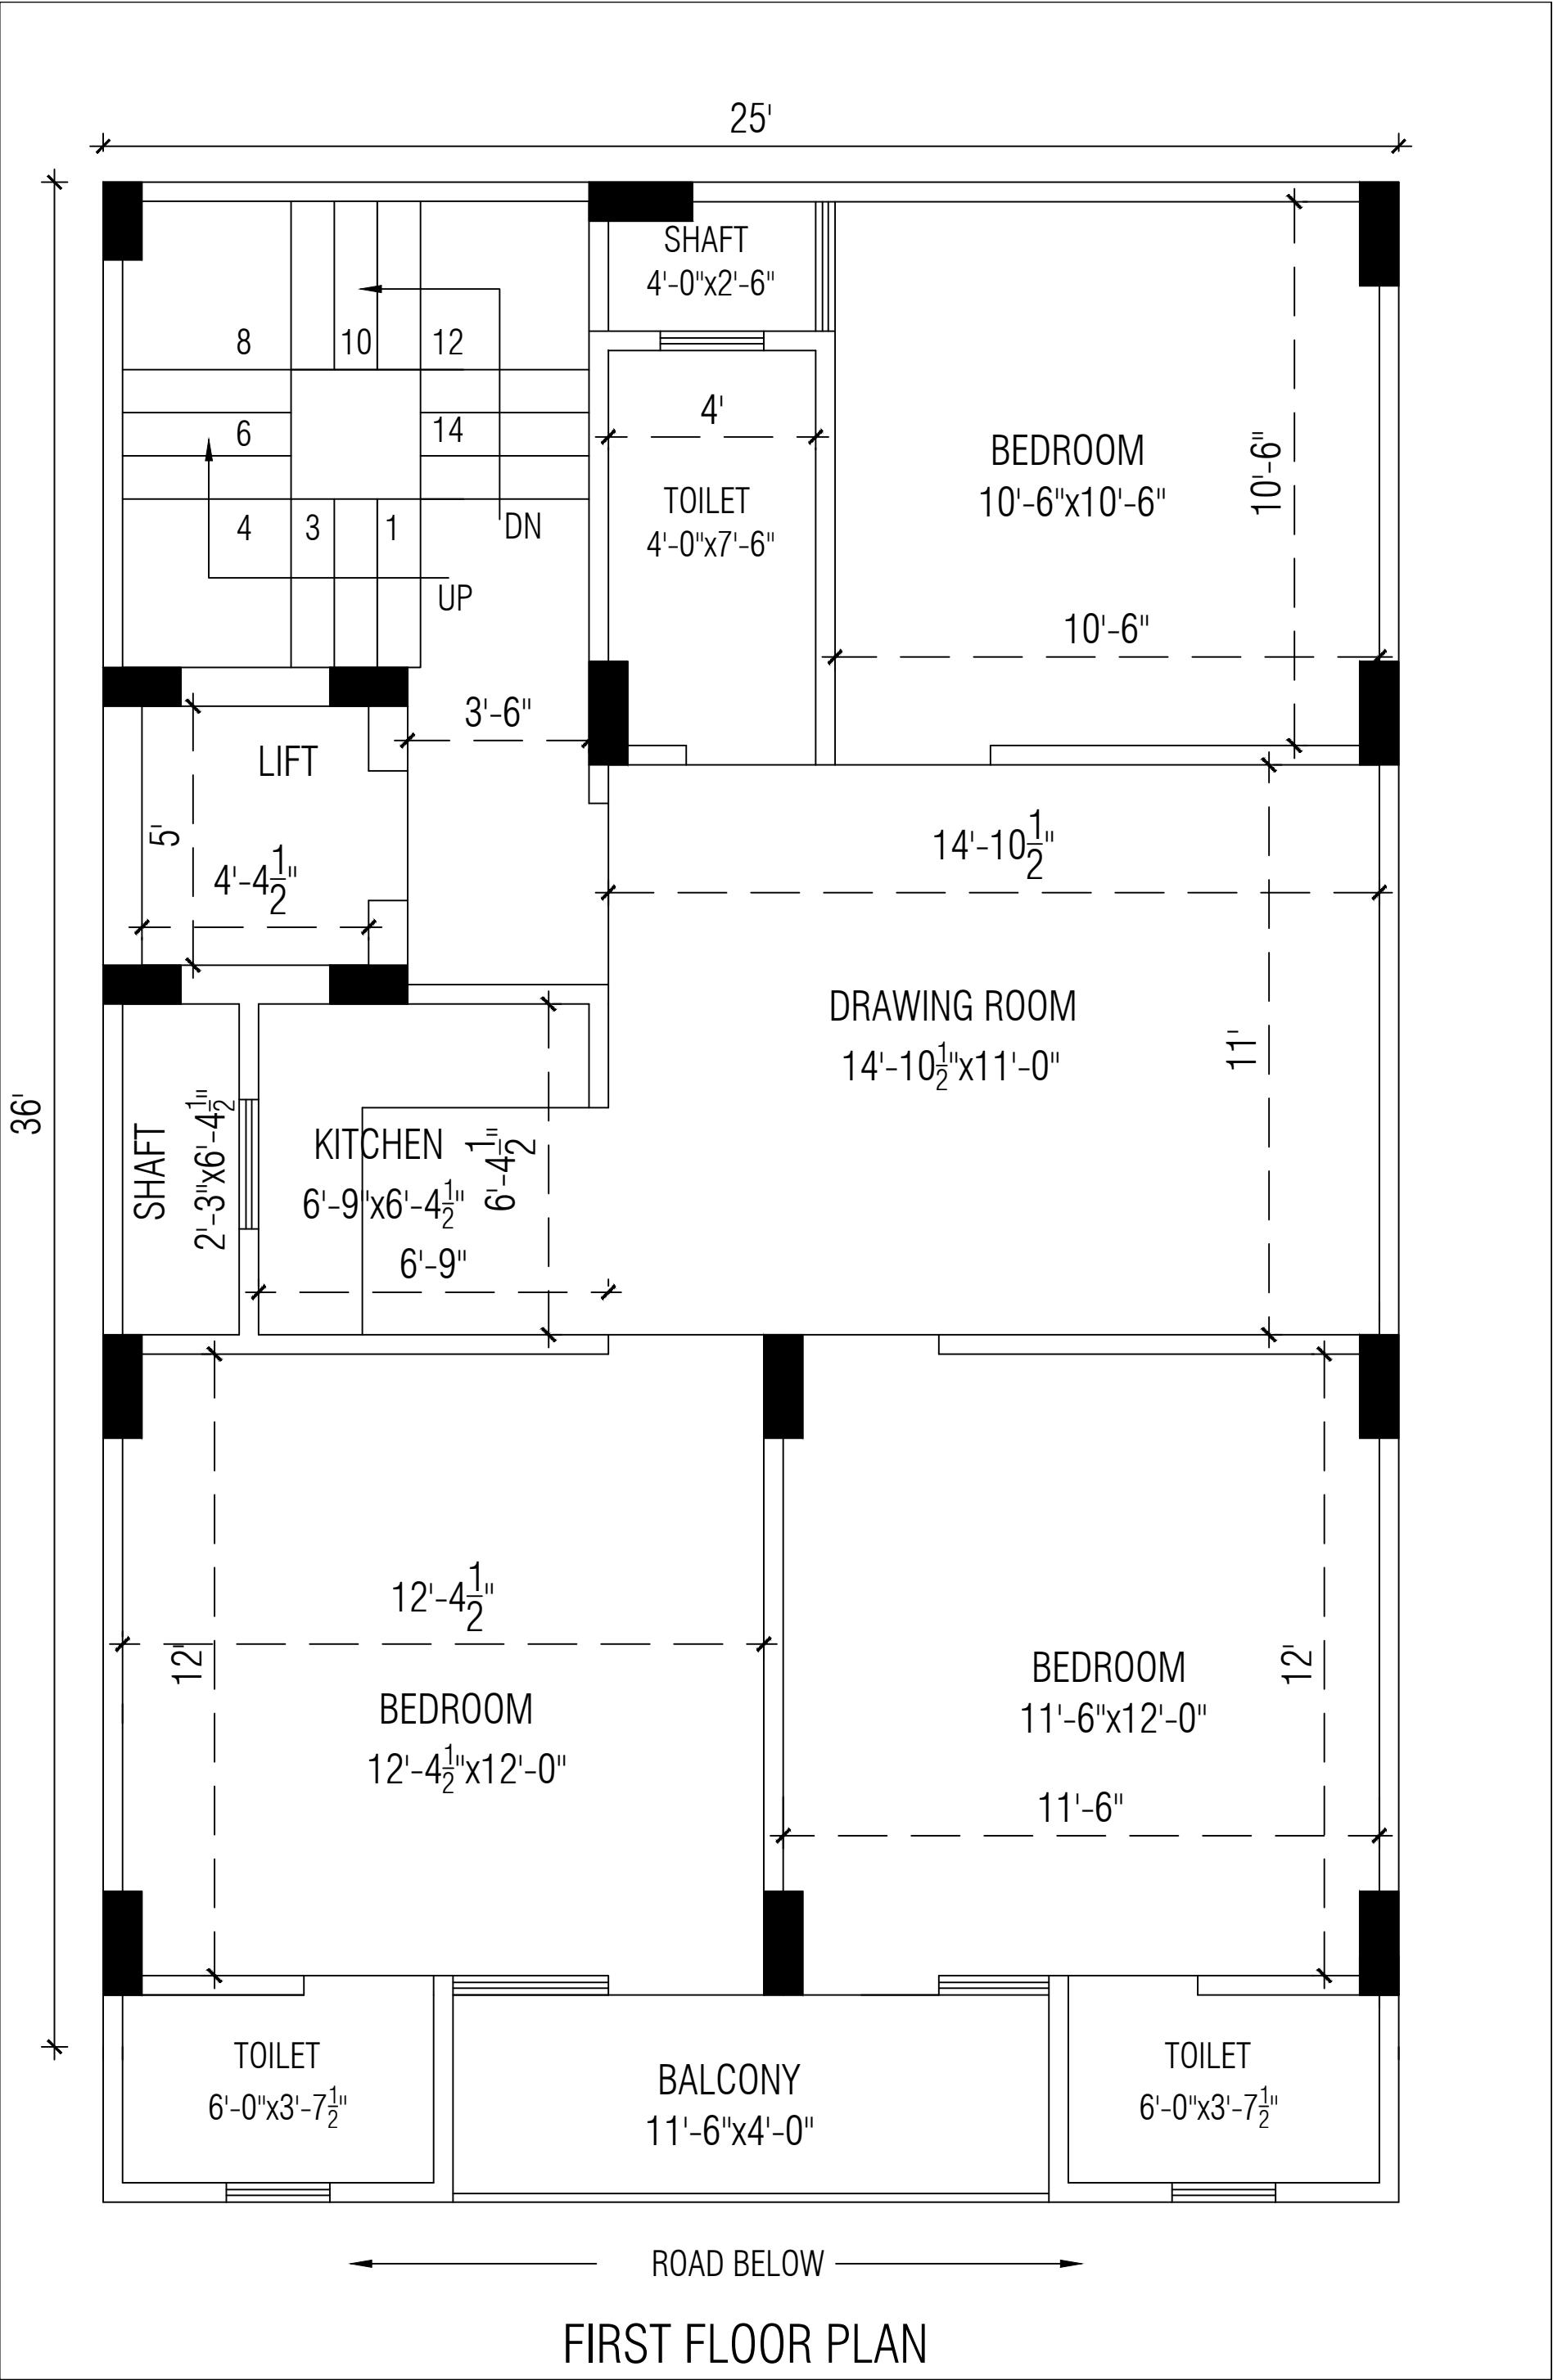 25'
36'
SHAFT
4'-0"x2'-6"
8
10
12
6
14
4
3
1
DN
UP
4'
TOILET
4'-0"x7'-6"
BEDROOM
10'-6"x10'-6"
10'-6"
10'-6"
3'-6"
LIFT
5'
4'-4½"
14'-10½"
DRAWING ROOM
14'-10½"x11'-0"
11'
SHAFT
2'-3"x6'-4½"
KITCHEN
6'-9"x6'-4½"
6'-4½"
6'-9"
12'-4½"
12'
BEDROOM
12'-4½"x12'-0"
BEDROOM
11'-6"x12'-0"
12'
11'-6"
TOILET
6'-0"x3'-7½"
BALCONY
11'-6"x4'-0"
TOILET
6'-0"x3'-7½"
ROAD BELOW
FIRST FLOOR PLAN